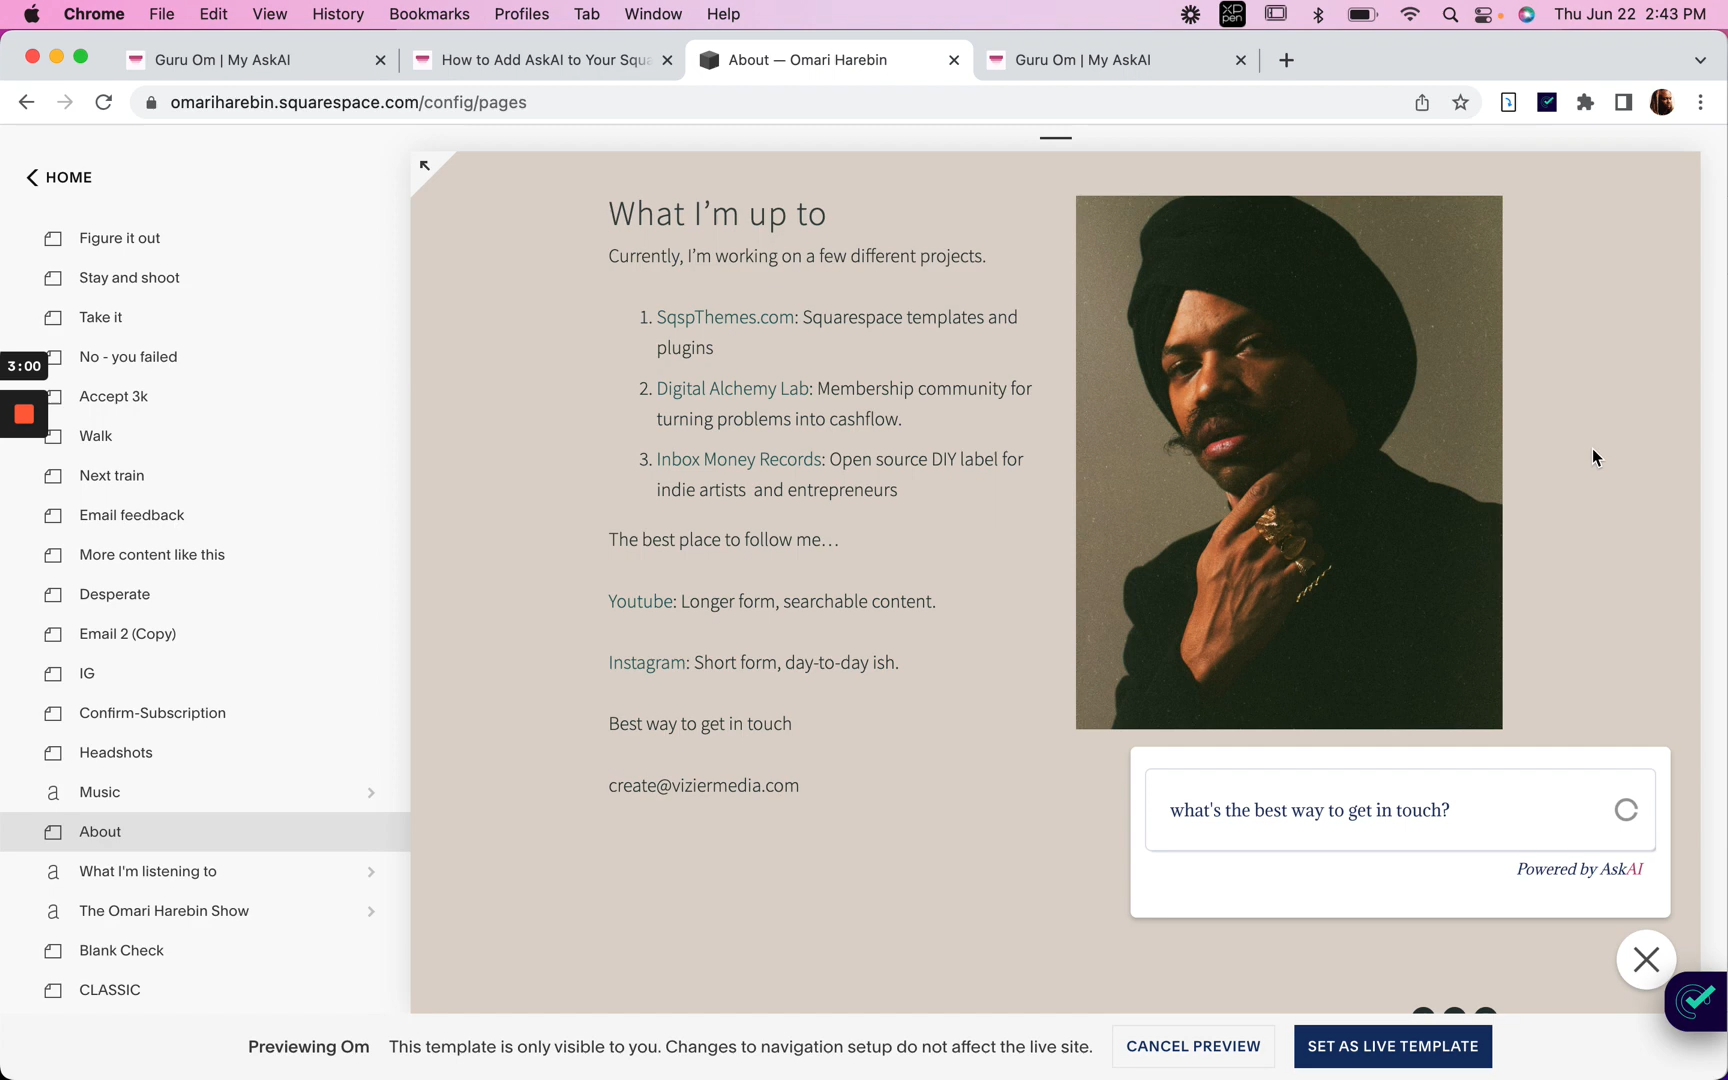 Chrome File Edit View History Bookmarks Profiles Tab Window Help Thu Jun 22 2:43 PM
Guru Om | My AskAI
How to Add AskAI to Your Squa
About — Omari Harebin
Guru Om | My AskAI
omariharebin.squarespace.com/config/pages
HOME
Figure it out
Stay and shoot
Take it
No - you failed
3:00
Accept 3k
Walk
Next train
Email feedback
More content like this
Desperate
Email 2 (Copy)
IG
Confirm-Subscription
Headshots
Music
About
What I'm listening to
The Omari Harebin Show
Blank Check
CLASSIC
What I’m up to
Currently, I’m working on a few different projects.
1. SqspThemes.com: Squarespace templates and
plugins
2. Digital Alchemy Lab: Membership community for
turning problems into cashflow.
3. Inbox Money Records: Open source DIY label for
indie artists and entrepreneurs
The best place to follow me…
Youtube: Longer form, searchable content.
Instagram: Short form, day-to-day ish.
Best way to get in touch
create@viziermedia.com
what's the best way to get in touch?
Powered by AskAI
Previewing Om This template is only visible to you. Changes to navigation setup do not affect the live site.
CANCEL PREVIEW
SET AS LIVE TEMPLATE
XP
pen